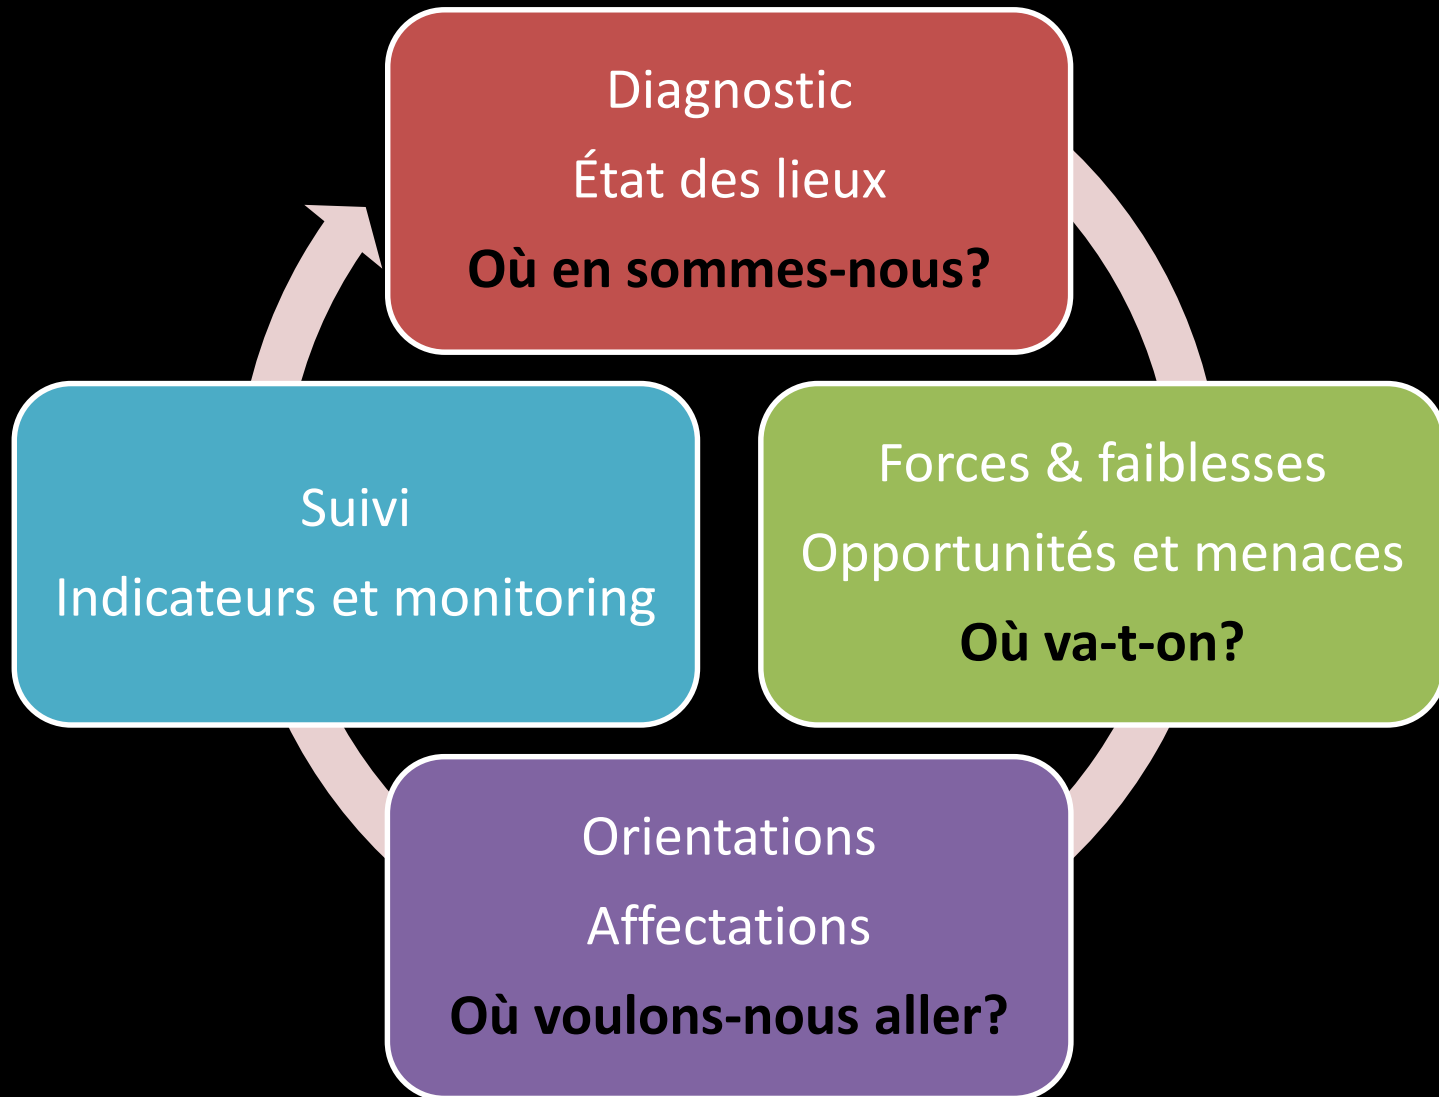 Diagnostic
État des lieux
Où en sommes-nous?
Forces & faiblesses
Opportunités et menaces
Où va-t-on?
Orientations
Affectations
Où voulons-nous aller?
Suivi
Indicateurs et monitoring